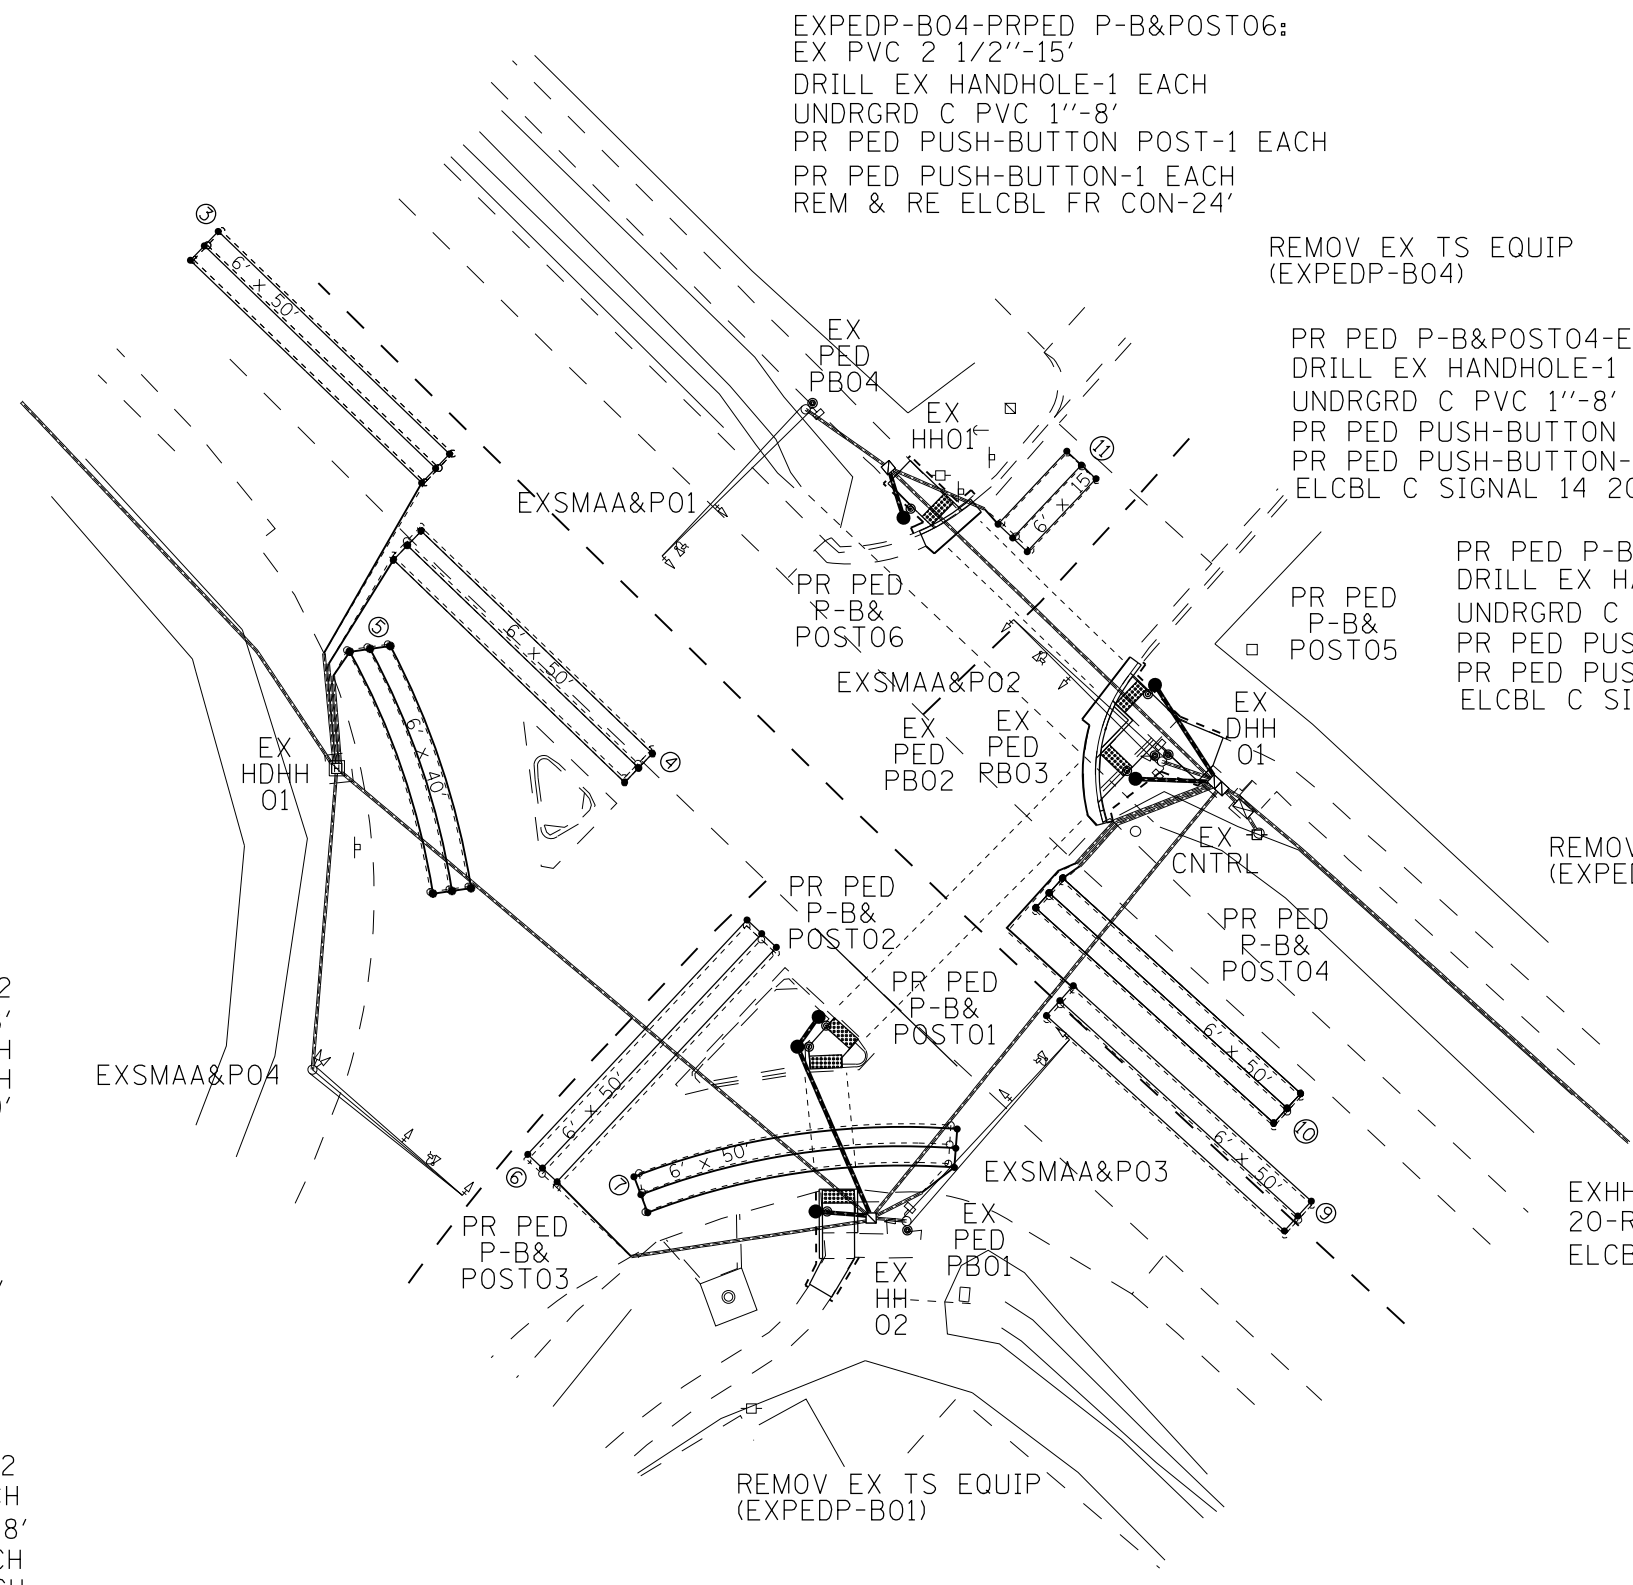 EXPEDP-B04-PRPED P-B&POST06:
EX PVC 2 1/2''-15'
DRILL EX HANDHOLE-1 EACH
UNDRGRD C PVC 1''-8'
PR PED PUSH-BUTTON POST-1 EACH
PR PED PUSH-BUTTON-1 EACH
REM & RE ELCBL FR CON-24'
REMOV EX TS EQUIP
(EXPEDP-B04)
PR PED P-B&POST04-E
DRILL EX HANDHOLE-1
UNDRGRD C PVC 1''-8'
PR PED PUSH-BUTTON
PR PED PUSH-BUTTON-
ELCBL C SIGNAL 14 2C
PR PED P-B
DRILL EX HA
UNDRGRD C
PR PED PUS
PR PED PUS
ELCBL C SI
3
6' x 50'
EX
PED
PB04
EX
HH01
11
6' x 15'
EXSMAA&P01
PR PED
P-B&
POST06
PR PED
P-B&
POST05
5
6' x 50'
EXSMAA&P02
EX
PED
PB02
EX
PED
PB03
EX
DHH
01
EX
HDHH
01
6' x 40'
4
EX
CNTRL
REMOV
(EXPED
PR PED
P-B&
POST02
PR PED
P-B&
POST04
PR PED
P-B&
POST01
2
'
H
H
'
EXSMAA&P04
6' x 50'
6' x 50'
10
6
7
6' x 50'
EXSMAA&P03
6' x 50'
9
PR PED
P-B&
POST03
EX
PED
PB01
EX
HH
02
EXHH
20-R
ELCB
REMOV EX TS EQUIP
(EXPEDP-B01)
2
CH
8'
CH